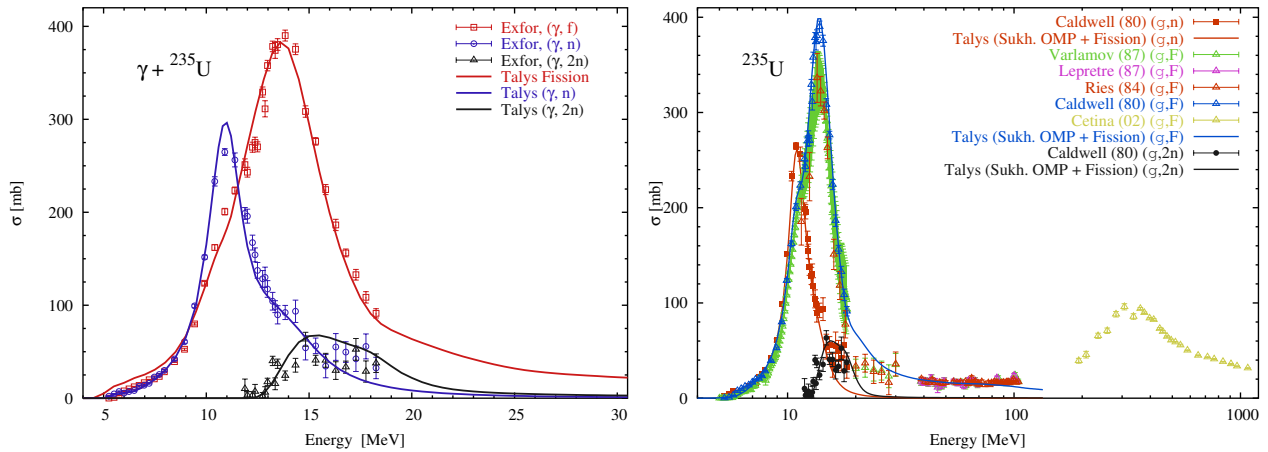 γ + ²³⁵U
Exfor, (γ, f)
Exfor, (γ, n)
Exfor, (γ, 2n)
Talys Fission
Talys (γ, n)
Talys (γ, 2n)
400
300
200
100
0
σ [mb]
5
10
15
20
25
30
Energy [MeV]
²³⁵U
Caldwell (80) (g,n)
Talys (Sukh. OMP + Fission) (g,n)
Varlamov (87) (g,F)
Lepretre (87) (g,F)
Ries (84) (g,F)
Caldwell (80) (g,F)
Cetina (02) (g,F)
Talys (Sukh. OMP + Fission) (g,F)
Caldwell (80) (g,2n)
Talys (Sukh. OMP + Fission) (g,2n)
400
300
200
100
0
σ [mb]
10
100
1000
Energy [MeV]